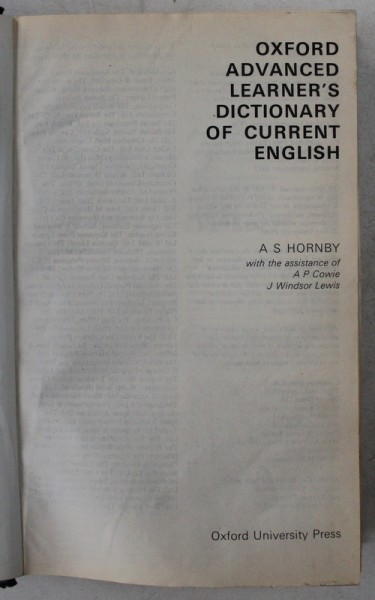 OXFORD
ADVANCED
LEARNER'S
DICTIONARY
OF CURRENT
ENGLISH
A S HORNBY
with the assistance of
A P Cowie
J Windsor Lewis
Oxford University Press